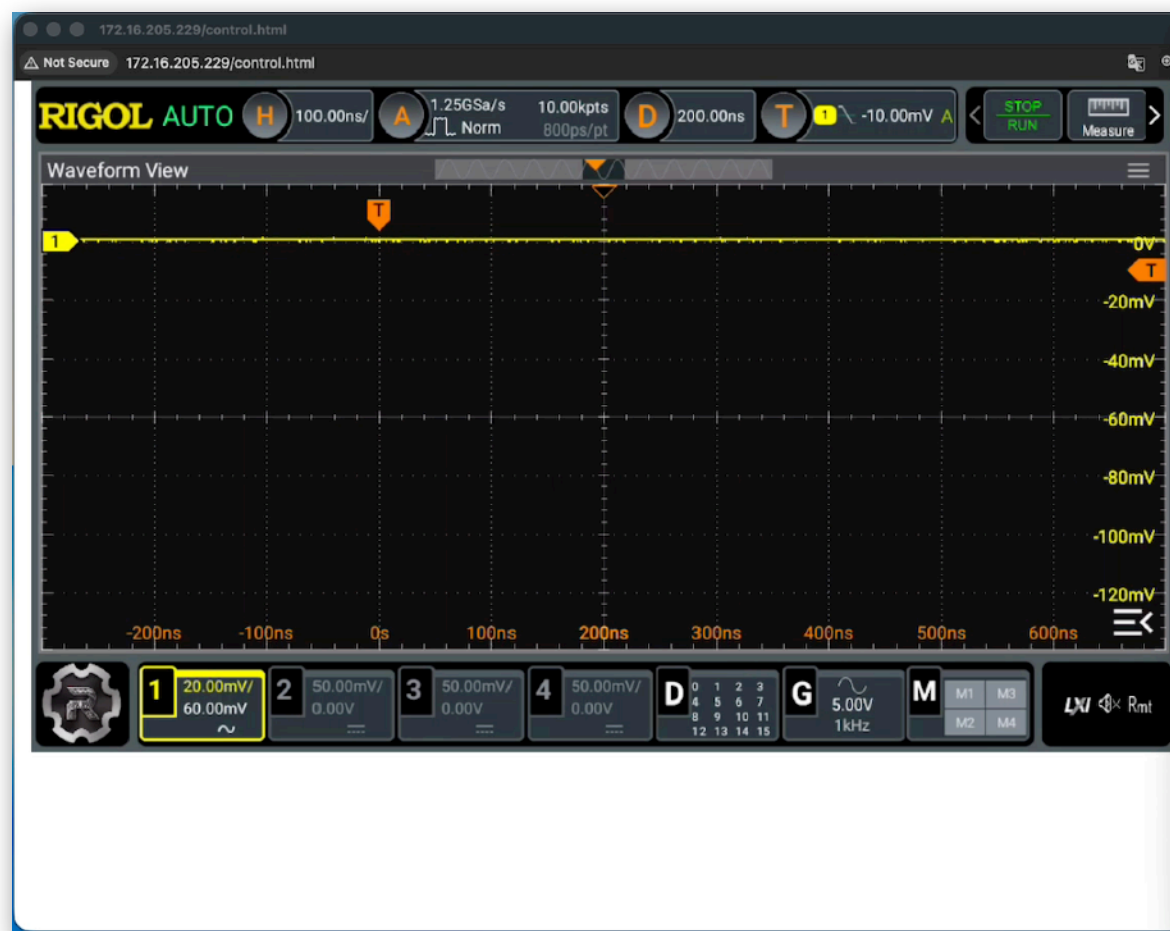 172.16.205.229/control.html
Not Secure 172.16.205.229/control.html
RIGOL AUTO H 100.00ns/ A 1.25GSa/s 10.00kpts D 200.00ns T 1 -10.00mV A STOP
Norm 800ps/pt RUN Measure
Waveform View
T
1 0V
T
-20mV
-40mV
-60mV
-80mV
-100mV
-120mV
-200ns -100ns 0s 100ns 200ns 300ns 400ns 500ns 600ns
R 1 20.00mV/ 2 50.00mV/ 3 50.00mV/ 4 50.00mV/ D 0 1 2 3 G M M1 M3
60.00mV 0.00V 0.00V 0.00V 4 5 6 7 5.00V LXI Rmt
8 9 10 11 1kHz M2 M4
12 13 14 15